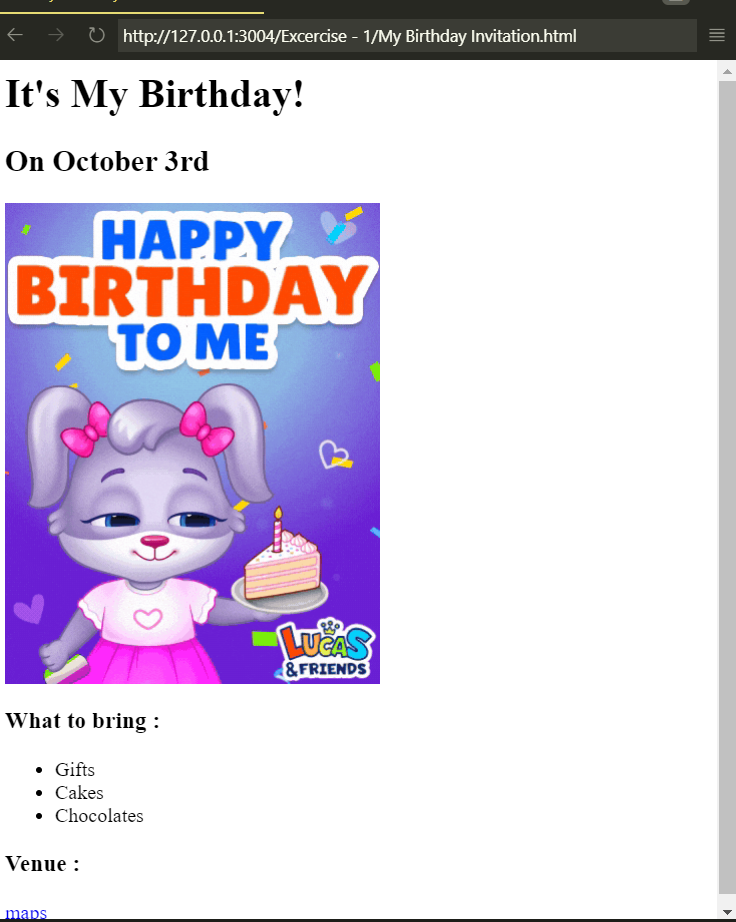 http://127.0.0.1:3004/Excercise - 1/My Birthday Invitation.html
It's My Birthday!
On October 3rd
HAPPY
BIRTHDAY
TO ME
LUCAS
&FRIENDS
What to bring :
Gifts
Cakes
Chocolates
Venue :
maps